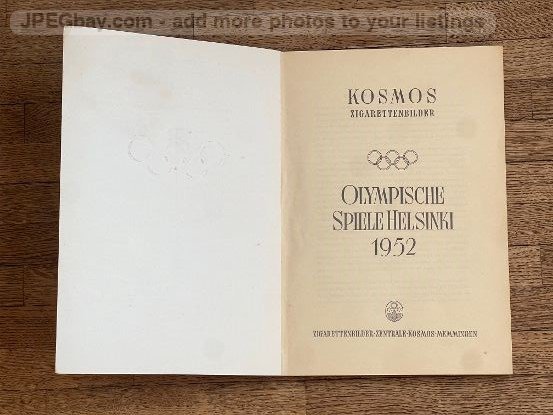 JPEGbay.com - add more photos to your listings
KOSMOS
ZIGARETTENBILDER
OLYMPISCHE
SPIELE HELSINKI
1952
ZIGARETTENBILDER-ZENTRALE-KOSMOS-MEMMINGEN